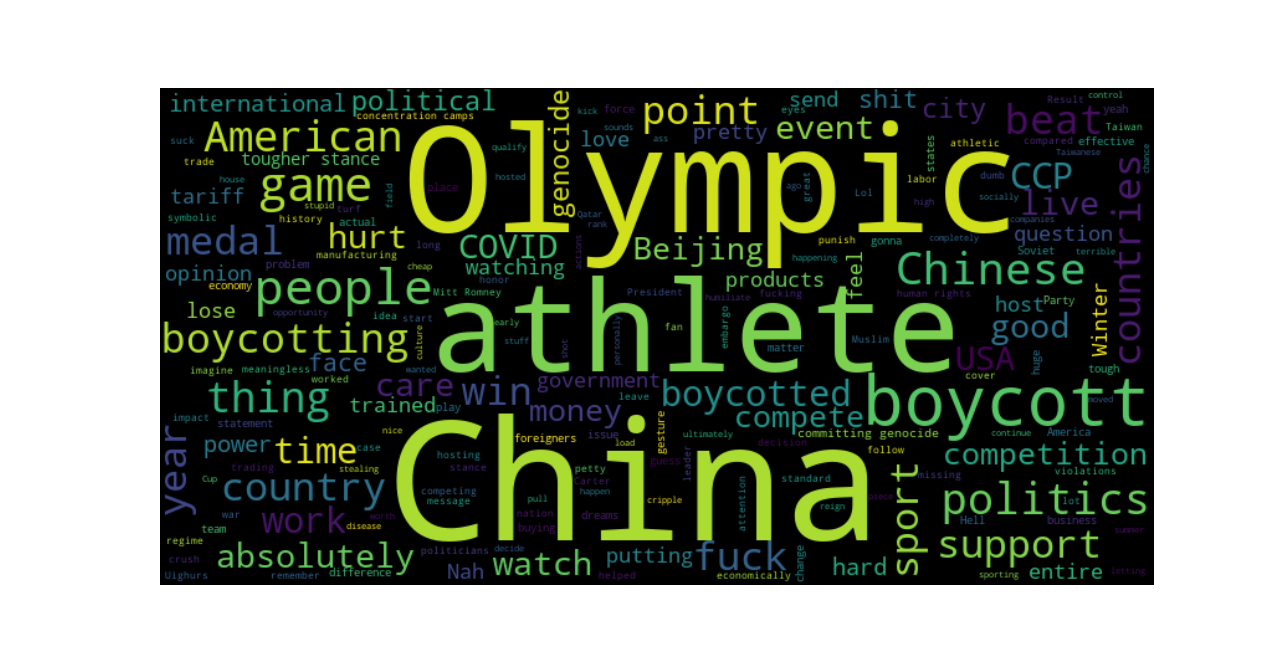 international
political
concentration camps
genocide
kick
force
point
send
shit
city
control
Result
yeah
beat
American
Olympic
sounds
eyes
love
ass
pretty
event
athletic
states
compared
effective
Taiwan
Taiwanese
chance
suck
trade
tougher stance
qualify
hosted
house
game
field
place
ago
great
Lol
labor
dumb
CCP
countries
tariff
stupid
turf
history
actual
symbolic
Qatar
rank
high
socially
live
companies
question
medal
hurt
long
COVID
actions
Beijing
punish
gonna
completely
Soviet
terrible
manufacturing
watching
happening
feel
Chinese
opinion
problem
cheap
honor
products
human rights
economy
people
Mitt Romney
President
humiliate
fucking
host
Party
lose
opportunity
idea
start
early
personally
fan
embargo
good
Winter
boycotting
culture
stuff
shot
athlete
matter
Muslim
USA
huge
imagine
meaningless
face
wanted
cover
tough
worked
care
win
government
leave
boycotted
boycott
moved
thing
trained
play
money
compete
impact
statement
nice
China
issue
load
gesture
ultimately
decision
committing genocide
continue
America
year
power
time
case
foreigners
hosting
guess
leader
follow
competition
trading
stealing
stance
petty
Carter
happen
standard
missing
violations
Cup
country
competing
message
pull
cripple
attention
reign
piece
sport
politics
lot
war
work
worth
disease
nation
buying
dreams
Hell
business
summer
team
regime
crush
absolutely
politicians
decide
watch
putting
fuck
change
hard
support
entire
Uighurs
remember
difference
Nah
helped
economically
sporting
letting